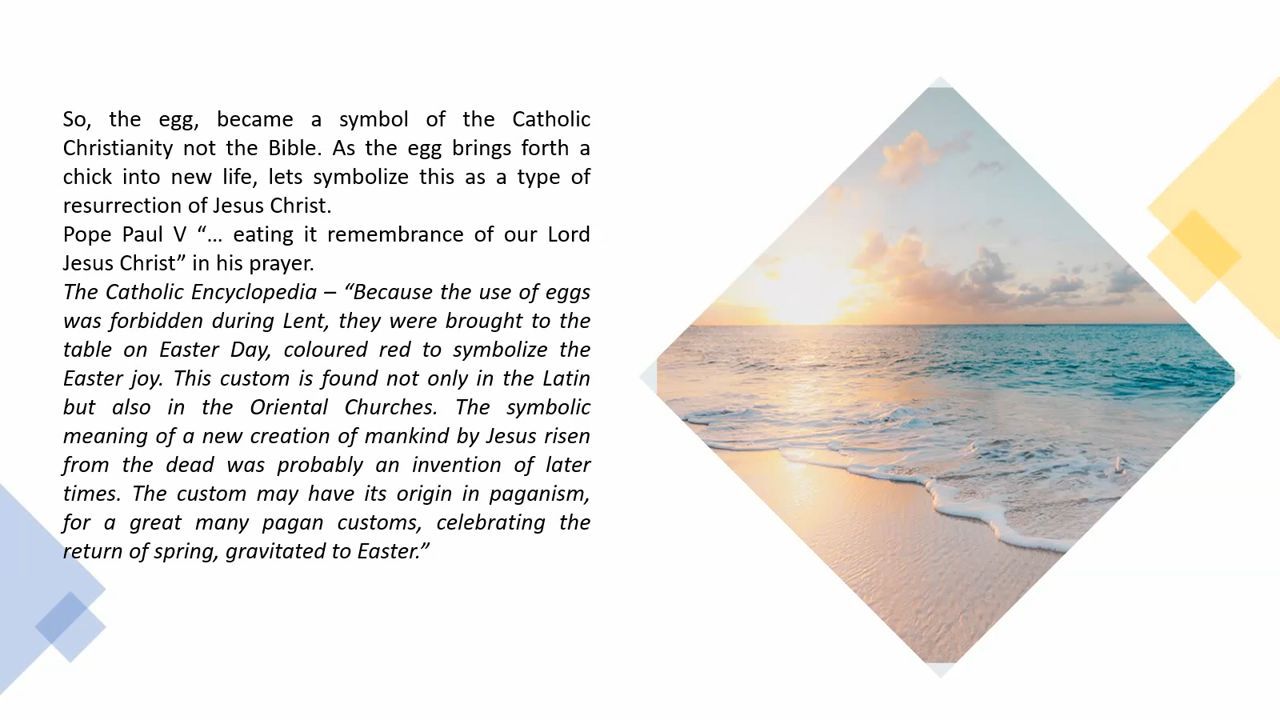 So, the egg, became a symbol of the Catholic
Christianity not the Bible. As the egg brings forth a
chick into new life, lets symbolize this as a type of
resurrection of Jesus Christ.
Pope Paul V “… eating it remembrance of our Lord
Jesus Christ” in his prayer.
The Catholic Encyclopedia – “Because the use of eggs
was forbidden during Lent, they were brought to the
table on Easter Day, coloured red to symbolize the
Easter joy. This custom is found not only in the Latin
but also in the Oriental Churches. The symbolic
meaning of a new creation of mankind by Jesus risen
from the dead was probably an invention of later
times. The custom may have its origin in paganism,
for a great many pagan customs, celebrating the
return of spring, gravitated to Easter.”